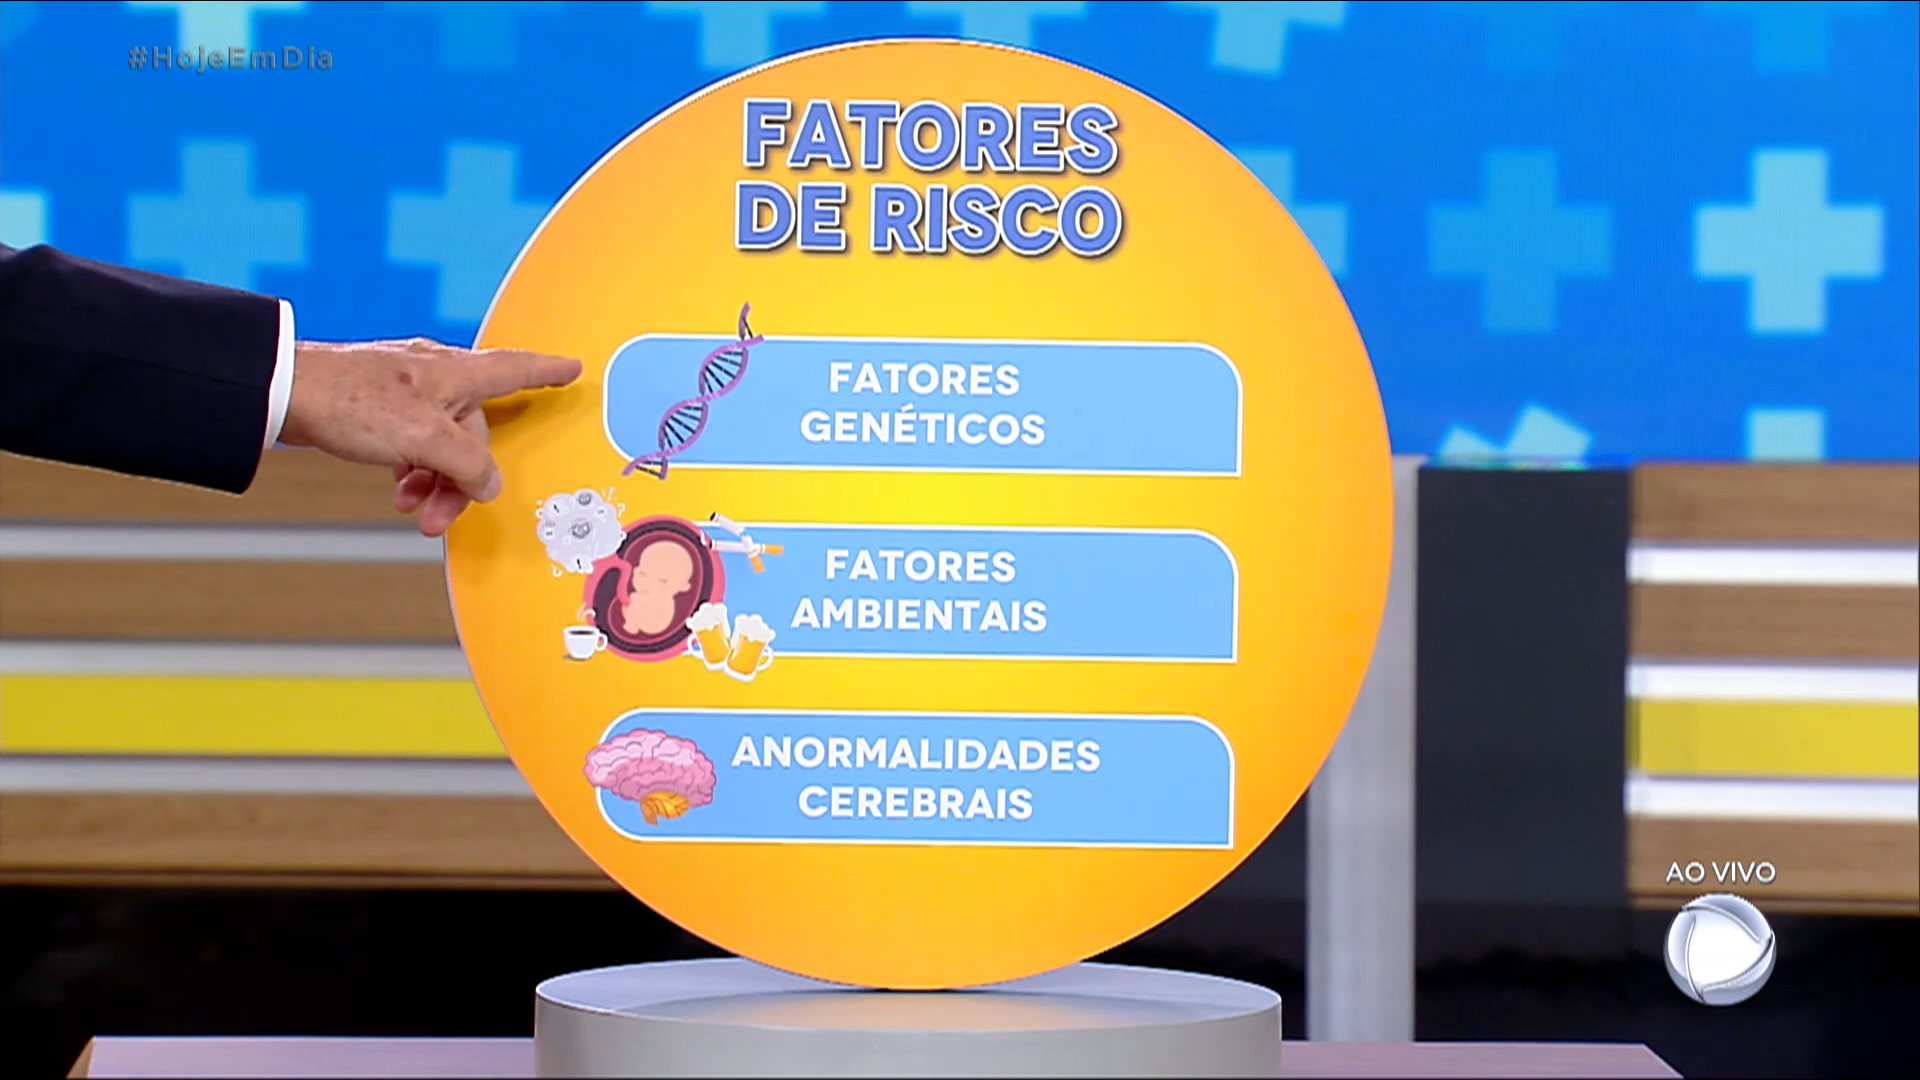 #HojeEmDia
FATORES
DE RISCO
FATORES
GENÉTICOS
FATORES
AMBIENTAIS
ANORMALIDADES
CEREBRAIS
AO VIVO